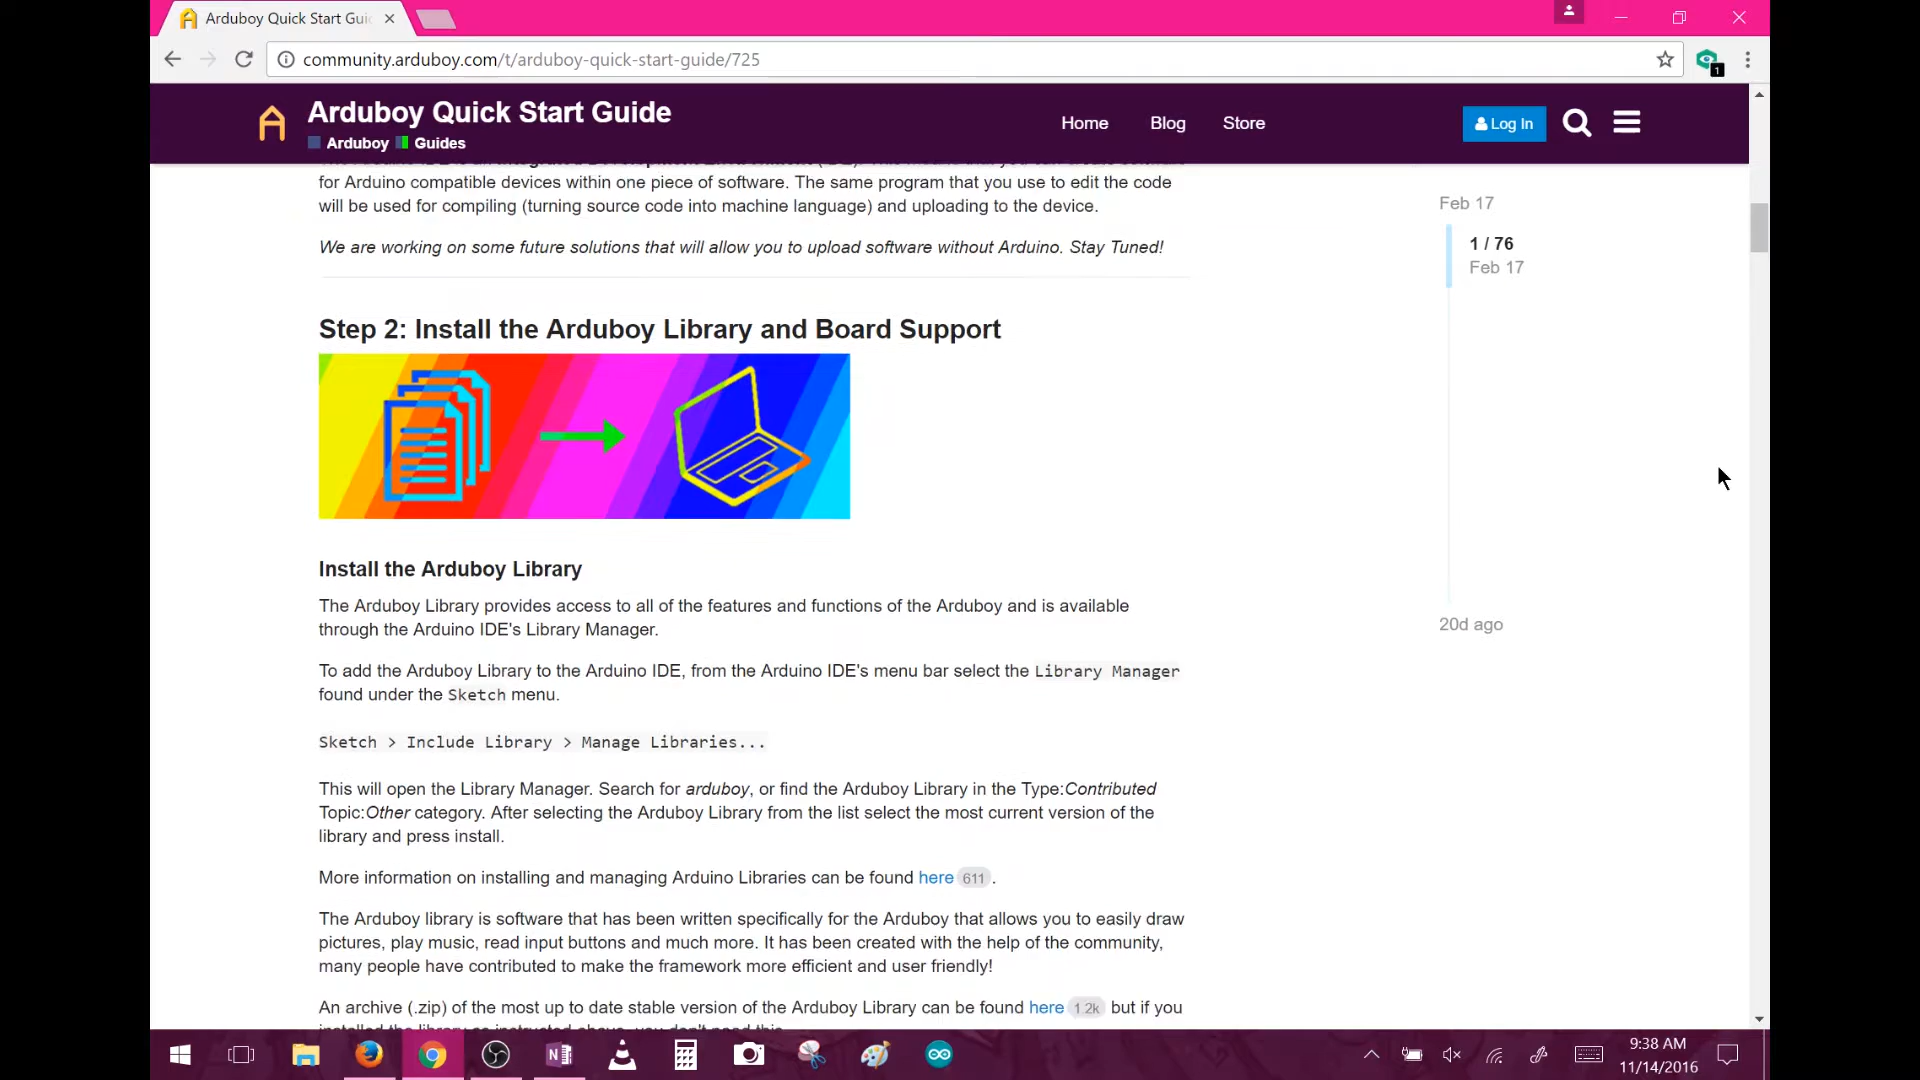 Arduboy Quick Start Guid
community.arduboy.com/t/arduboy-quick-start-guide/725
1
Arduboy Quick Start Guide
Arduboy Guides
Home Blog Store
Log In
for Arduino compatible devices within one piece of software. The same program that you use to edit the code
will be used for compiling (turning source code into machine language) and uploading to the device.
We are working on some future solutions that will allow you to upload software without Arduino. Stay Tuned!
Feb 17
1 / 76
Feb 17
20d ago
Step 2: Install the Arduboy Library and Board Support
Install the Arduboy Library
The Arduboy Library provides access to all of the features and functions of the Arduboy and is available
through the Arduino IDE's Library Manager.
To add the Arduboy Library to the Arduino IDE, from the Arduino IDE's menu bar select the Library Manager
found under the Sketch menu.
Sketch > Include Library > Manage Libraries...
This will open the Library Manager. Search for arduboy, or find the Arduboy Library in the Type:Contributed
Topic:Other category. After selecting the Arduboy Library from the list select the most current version of the
library and press install.
More information on installing and managing Arduino Libraries can be found here 611 .
The Arduboy library is software that has been written specifically for the Arduboy that allows you to easily draw
pictures, play music, read input buttons and much more. It has been created with the help of the community,
many people have contributed to make the framework more efficient and user friendly!
An archive (.zip) of the most up to date stable version of the Arduboy Library can be found here 1.2k but if you
installed the library as instructed above, you don't need this.
9:38 AM
11/14/2016